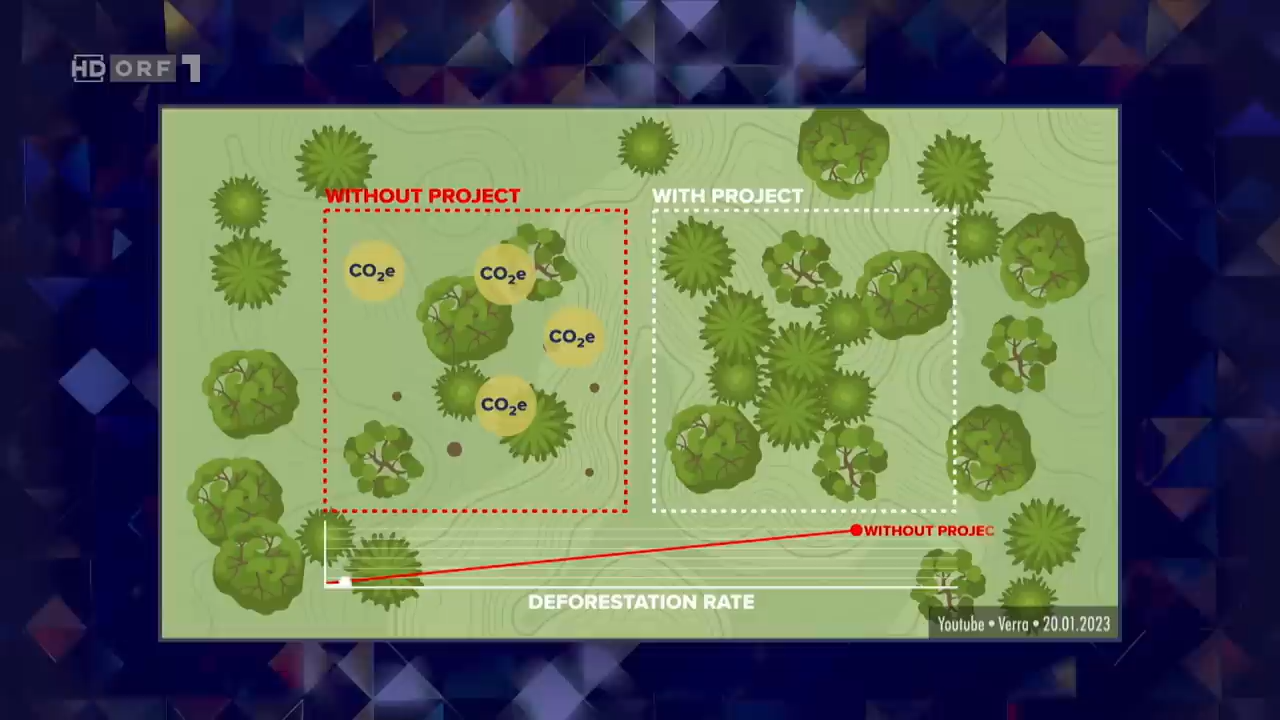 HD ORF 1
WITHOUT PROJECT
WITH PROJECT
CO₂e
CO₂e
CO₂e
CO₂e
WITHOUT PROJEC
DEFORESTATION RATE
Youtube • Verra • 20.01.2023